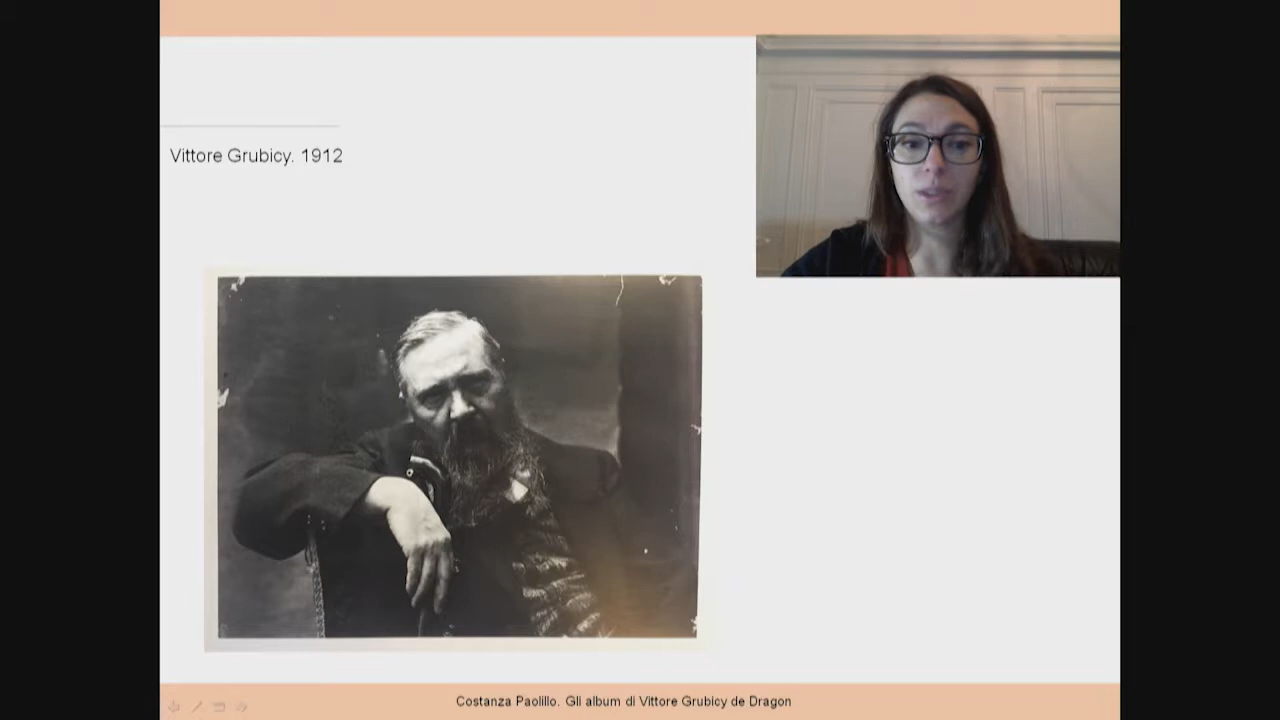 Vittore Grubicy. 1912
Costanza Paolillo. Gli album di Vittore Grubicy de Dragon